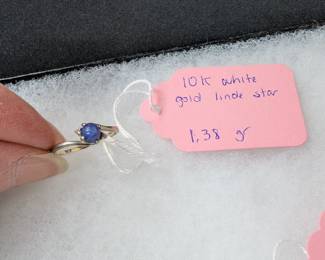 10K white
gold linde star
1.38 gr